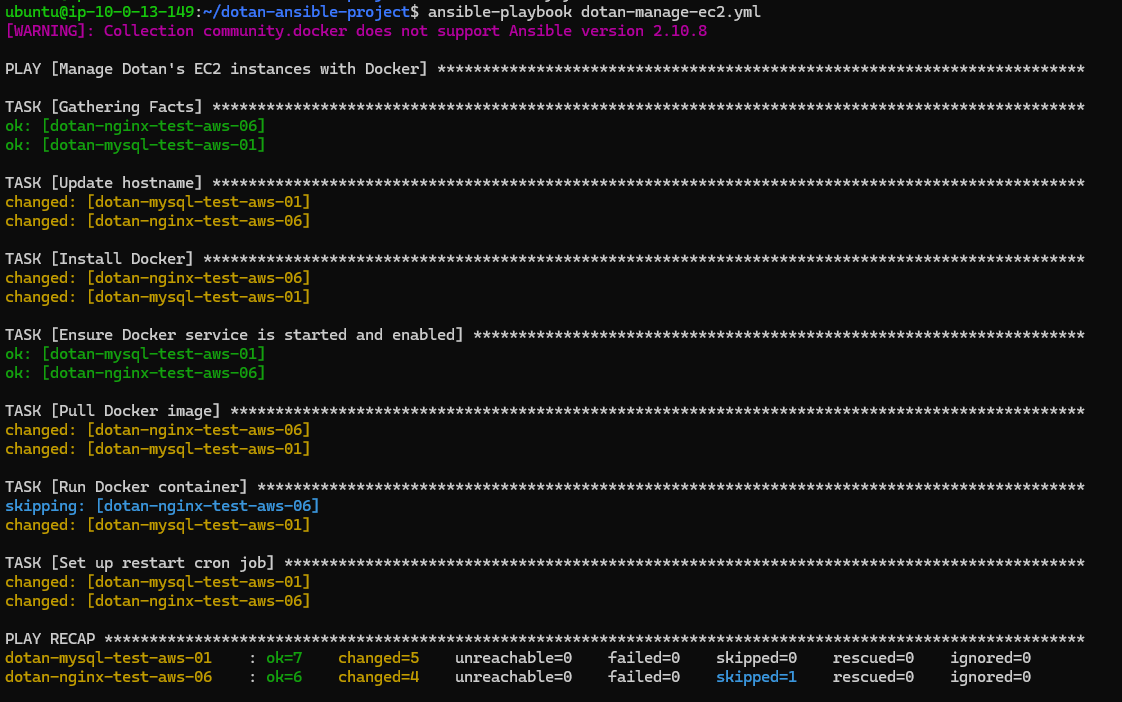 ubuntu@ip-10-0-13-149:~/dotan-ansible-project$ ansible-playbook dotan-manage-ec2.yml
[WARNING]: Collection community.docker does not support Ansible version 2.10.8
PLAY [Manage Dotan's EC2 instances with Docker] ************************************************************************
TASK [Gathering Facts] *************************************************************************************************
ok: [dotan-nginx-test-aws-06]
ok: [dotan-mysql-test-aws-01]
TASK [Update hostname] *************************************************************************************************
changed: [dotan-mysql-test-aws-01]
changed: [dotan-nginx-test-aws-06]
TASK [Install Docker] **************************************************************************************************
changed: [dotan-nginx-test-aws-06]
changed: [dotan-mysql-test-aws-01]
TASK [Ensure Docker service is started and enabled] ********************************************************************
ok: [dotan-mysql-test-aws-01]
ok: [dotan-nginx-test-aws-06]
TASK [Pull Docker image] ***********************************************************************************************
changed: [dotan-nginx-test-aws-06]
changed: [dotan-mysql-test-aws-01]
TASK [Run Docker container] ********************************************************************************************
skipping: [dotan-nginx-test-aws-06]
changed: [dotan-mysql-test-aws-01]
TASK [Set up restart cron job] *****************************************************************************************
changed: [dotan-mysql-test-aws-01]
changed: [dotan-nginx-test-aws-06]
PLAY RECAP *************************************************************************************************************
dotan-mysql-test-aws-01    : ok=7    changed=5    unreachable=0    failed=0    skipped=0    rescued=0    ignored=0
dotan-nginx-test-aws-06    : ok=6    changed=4    unreachable=0    failed=0    skipped=1    rescued=0    ignored=0